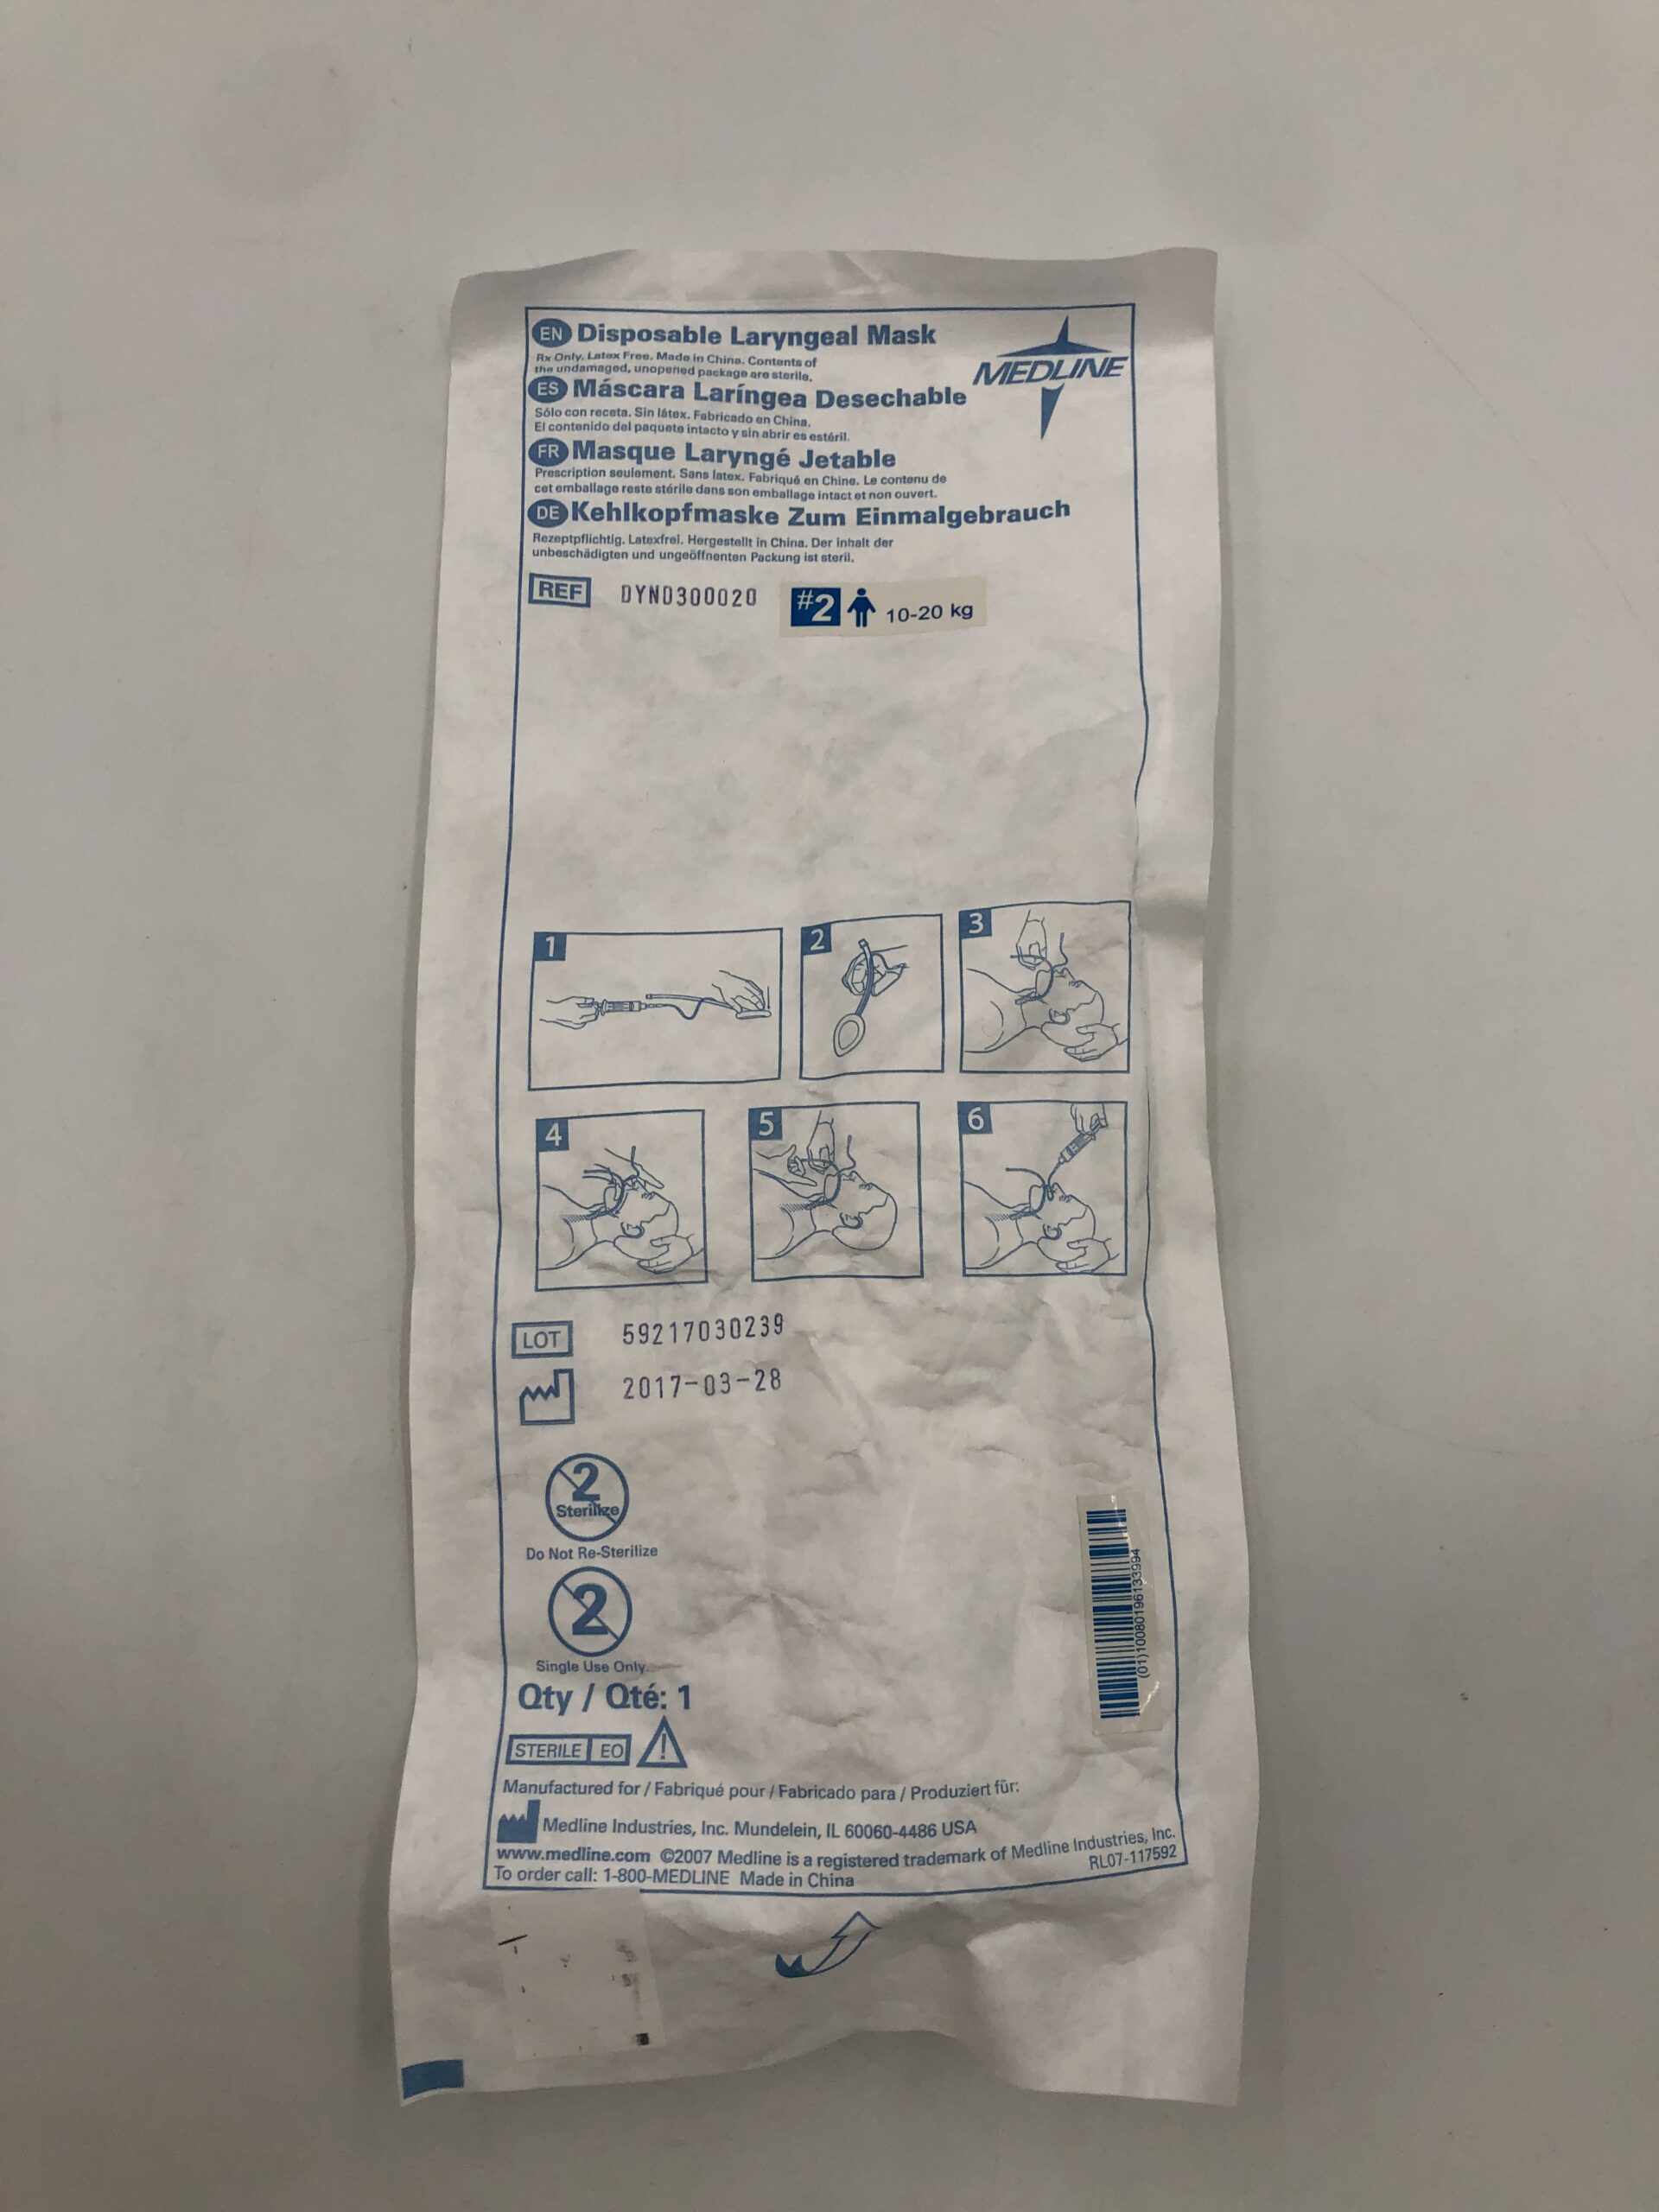 EN Disposable Laryngeal Mask
Rx Only. Latex Free. Made in China. Contents of
the undamaged, unopened package are sterile.
MEDLINE
ES Máscara Laríngea Desechable
Sólo con receta. Sin látex. Fabricado en China.
El contenido del paquete intacto y sin abrir es estéril.
FR Masque Laryngé Jetable
Prescription seulement. Sans latex. Fabriqué en Chine. Le contenu de
cet emballage reste stérile dans son emballage intact et non ouvert.
DE Kehlkopfmaske Zum Einmalgebrauch
Rezeptpflichtig. Latexfrei. Hergestellt in China. Der Inhalt der
unbeschädigten und ungeöffnenten Packung ist steril.
REF DYND300020 #2 10-20 kg
1
2
3
4
5
6
LOT 59217030239
2017-03-28
2
Sterilize
Do Not Re-Sterilize
2
Single Use Only.
(01)10080196133994
Qty / Qté: 1
STERILE EO
Manufactured for / Fabriqué pour / Fabricado para / Produziert für:
Medline Industries, Inc. Mundelein, IL 60060-4486 USA
www.medline.com ©2007 Medline is a registered trademark of Medline Industries, Inc.
To order call: 1-800-MEDLINE Made in China
RL07-117592